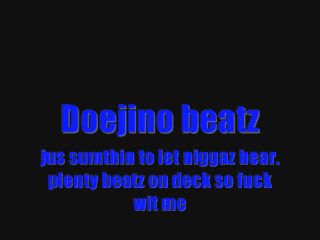 Doejino beatz
jus sumthin to let niggaz hear.
plenty beatz on deck so fuck
wit me